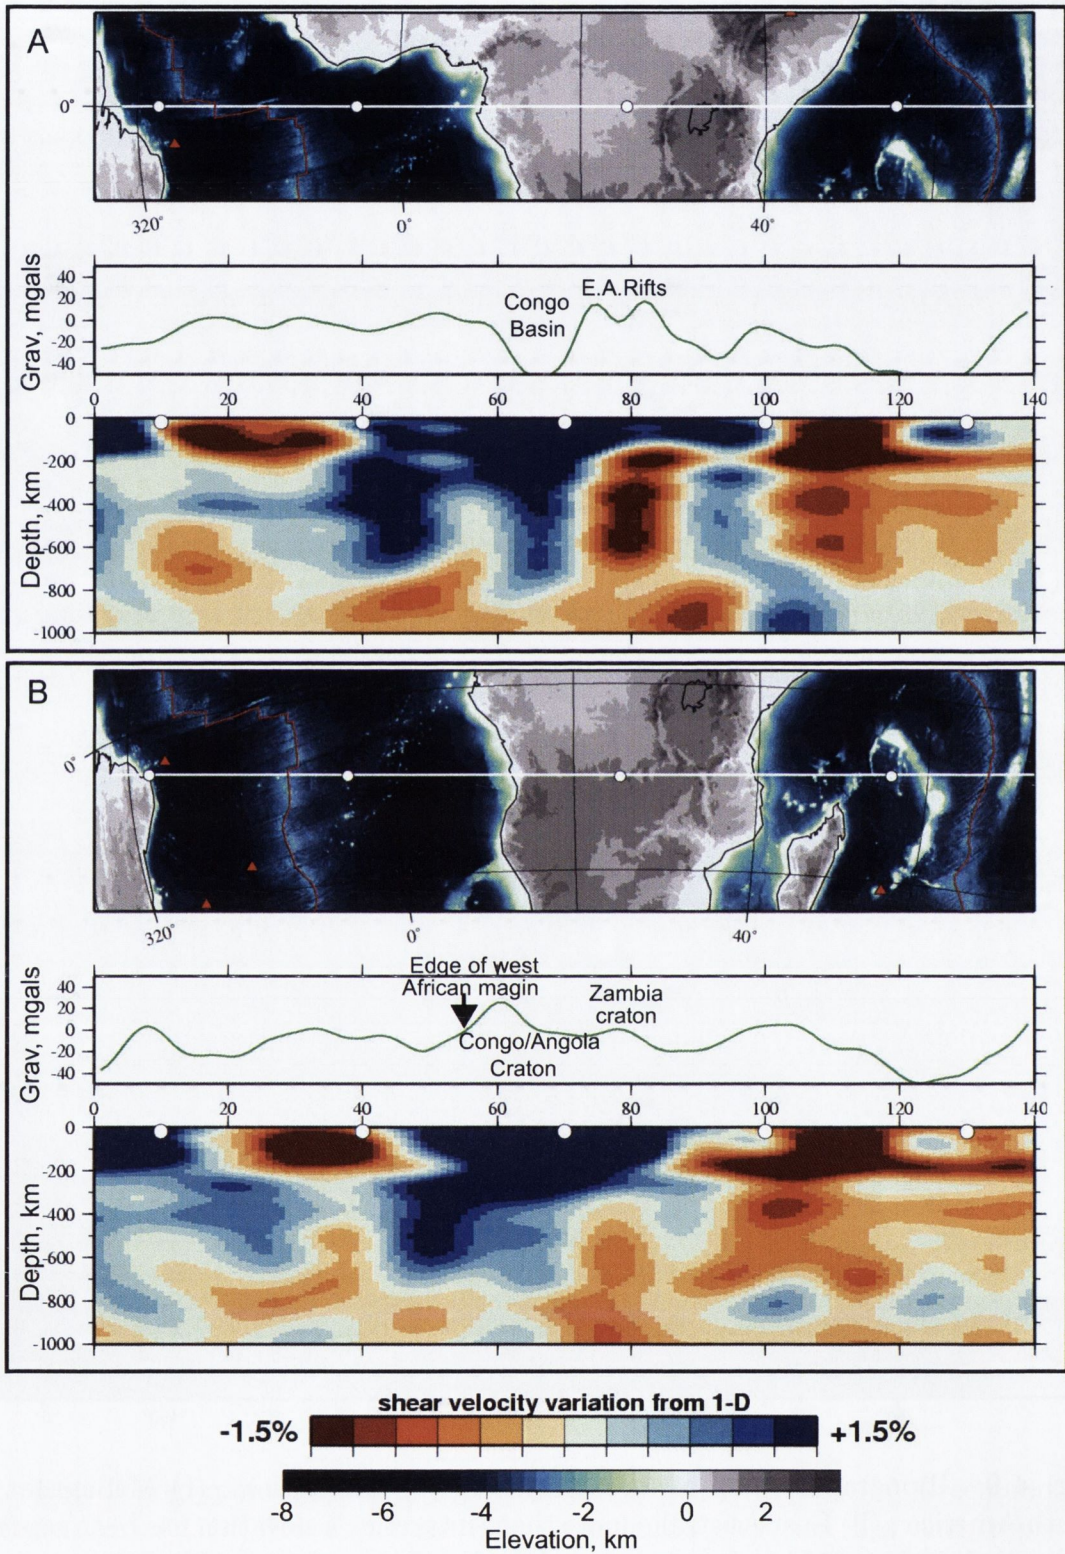 A
0°
320°
0°
40°
Grav, mgals
40
20
0
-20
-40
Congo
Basin
E.A.Rifts
0 20 40 60 80 100 120 140
Depth, km
0
-200
-400
-600
-800
-1000
B
0°
320°
0°
40°
Grav, mgals
40
20
0
-20
-40
Edge of west
African magin
Zambia
craton
Congo/Angola
Craton
0 20 40 60 80 100 120 140
Depth, km
0
-200
-400
-600
-800
-1000
shear velocity variation from 1-D
-1.5% +1.5%
-8 -6 -4 -2 0 2
Elevation, km